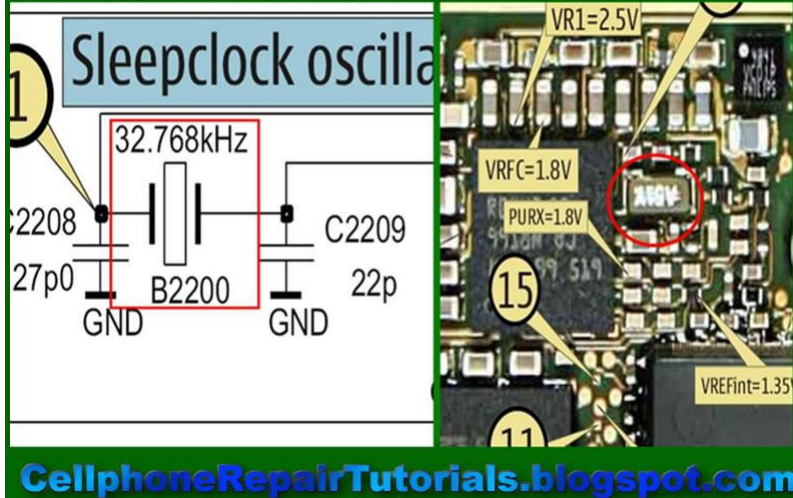 Sleepclock oscilla
1
32.768kHz
C2208
27p0
B2200
C2209
22p
GND
GND
VR1=2.5V
VRFC=1.8V
PURX=1.8V
15
VREFint=1.35V
11
PHILIPS
CellphoneRepairTutorials.blogspot.com